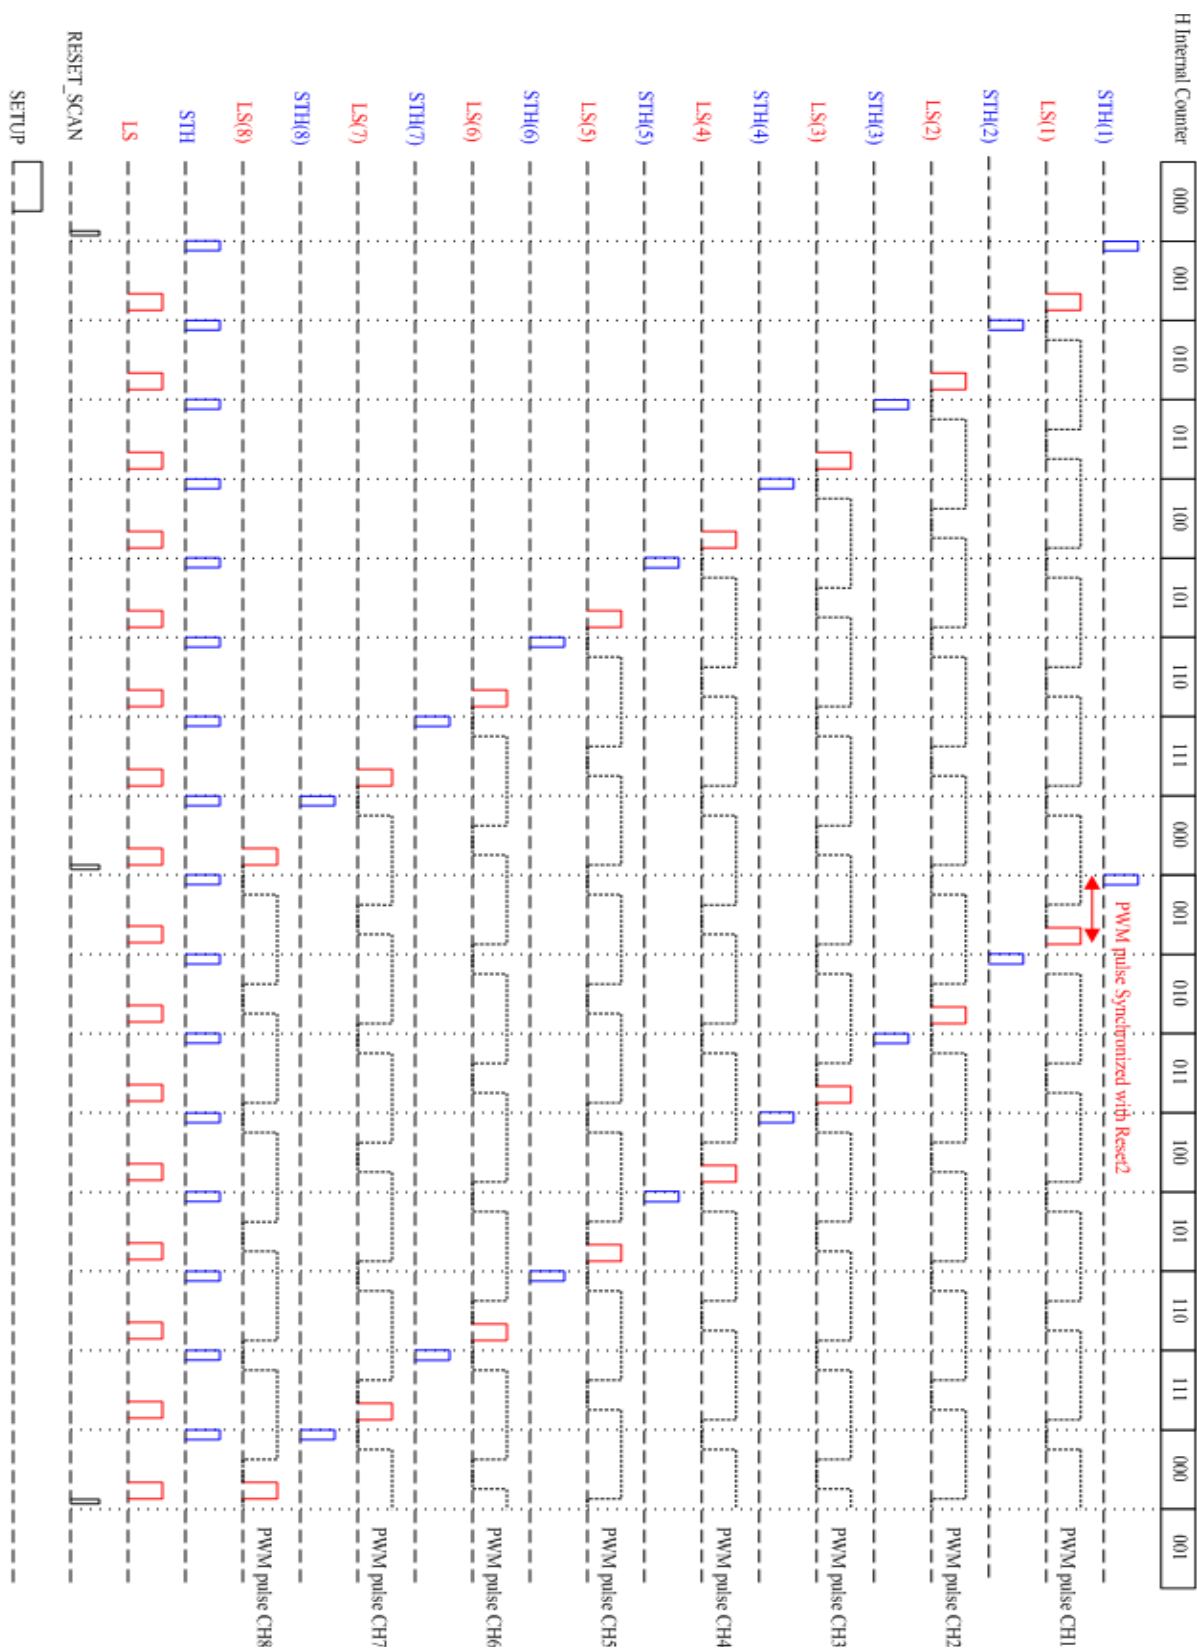 H Internal Counter 000 001 010 011 100 101 110 111 000 001 010 011 100 101 110 111 000 001
STH(1)
PWM pulse Synchronized with Reset2
LS(1) PWM pulse CH1
STH(2)
LS(2) PWM pulse CH2
STH(3)
LS(3) PWM pulse CH3
STH(4)
LS(4) PWM pulse CH4
STH(5)
LS(5) PWM pulse CH5
STH(6)
LS(6) PWM pulse CH6
STH(7)
LS(7) PWM pulse CH7
STH(8)
LS(8) PWM pulse CH8
STH
LS
RESET_SCAN
SETUP